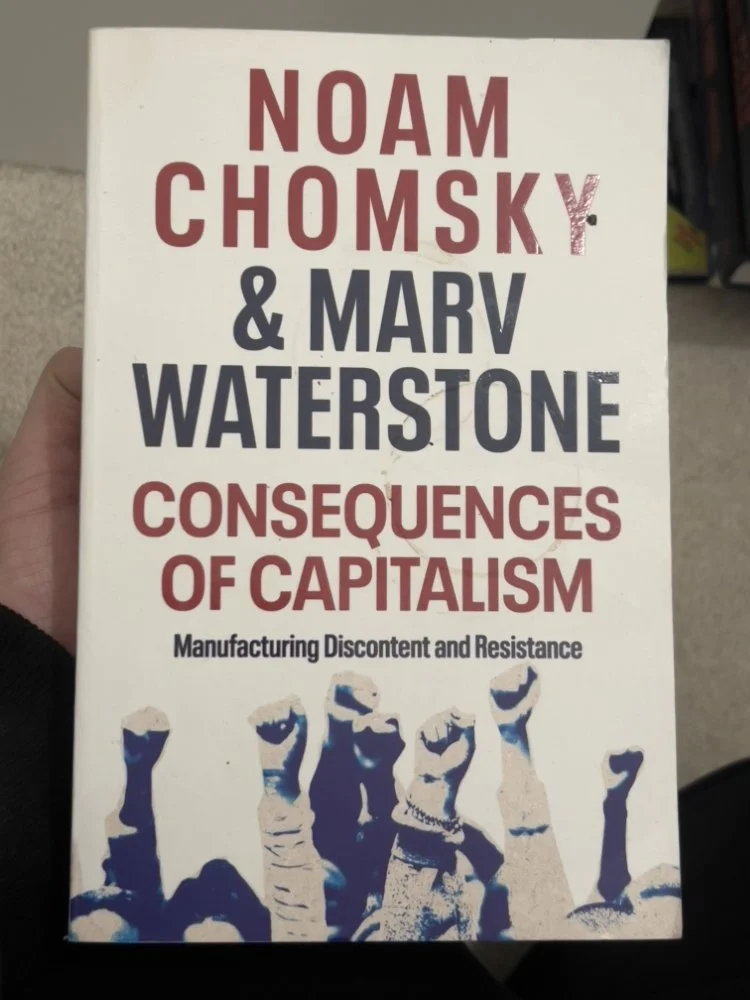 NOAM
CHOMSKY
& MARV
WATERSTONE
CONSEQUENCES
OF CAPITALISM
Manufacturing Discontent and Resistance